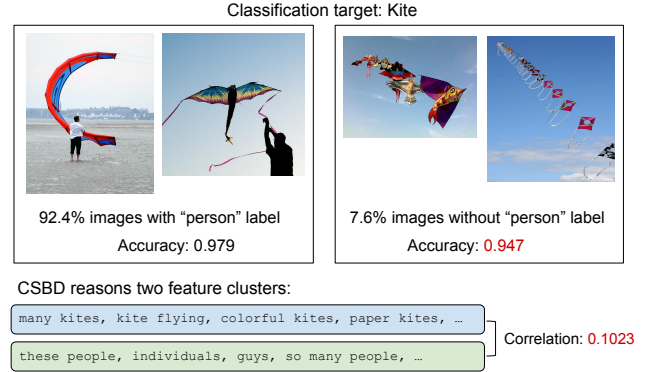 Classification target: Kite
92.4% images with “person” label
Accuracy: 0.979
7.6% images without “person” label
Accuracy: 0.947
CSBD reasons two feature clusters:
many kites, kite flying, colorful kites, paper kites, …
these people, individuals, guys, so many people, …
Correlation: 0.1023